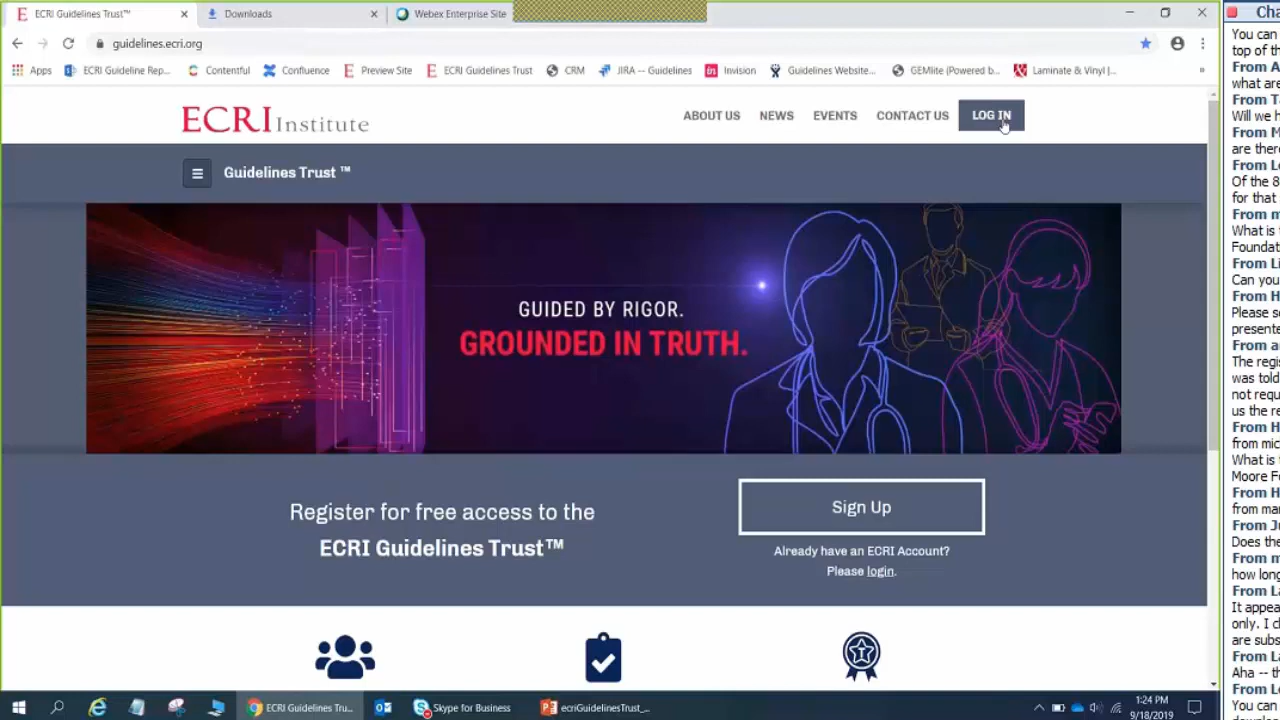 ECRI Guidelines Trust™
Downloads
Webex Enterprise Site
guidelines.ecri.org
Apps
ECRI Guideline Rep...
Contentful
Confluence
Preview Site
ECRI Guidelines Trust
CRM
JIRA -- Guidelines
Invision
Guidelines Website...
GEMlite (Powered b...
Laminate & Vinyl |...
ECRI Institute
ABOUT US
NEWS
EVENTS
CONTACT US
LOG IN
Guidelines Trust ™
GUIDED BY RIGOR.
GROUNDED IN TRUTH.
Register for free access to the
ECRI Guidelines Trust™
Sign Up
Already have an ECRI Account?
Please login.
ECRI Guidelines Tru...
Skype for Business
ecriGuidelinesTrust_...
1:24 PM
9/18/2019
You can
top of th
From A
what are
From T
Will we h
From M
are there
From L
Of the 8
for that
From m
What is
Foundat
From Li
Can you
From H
Please s
presente
From a
The regi
was told
not requ
us the re
From H
from mic
What is
Moore F
From H
from ma
From J
Does the
From m
how long
From L
It appea
only. I c
are subs
From L
Aha -- th
From L
You can